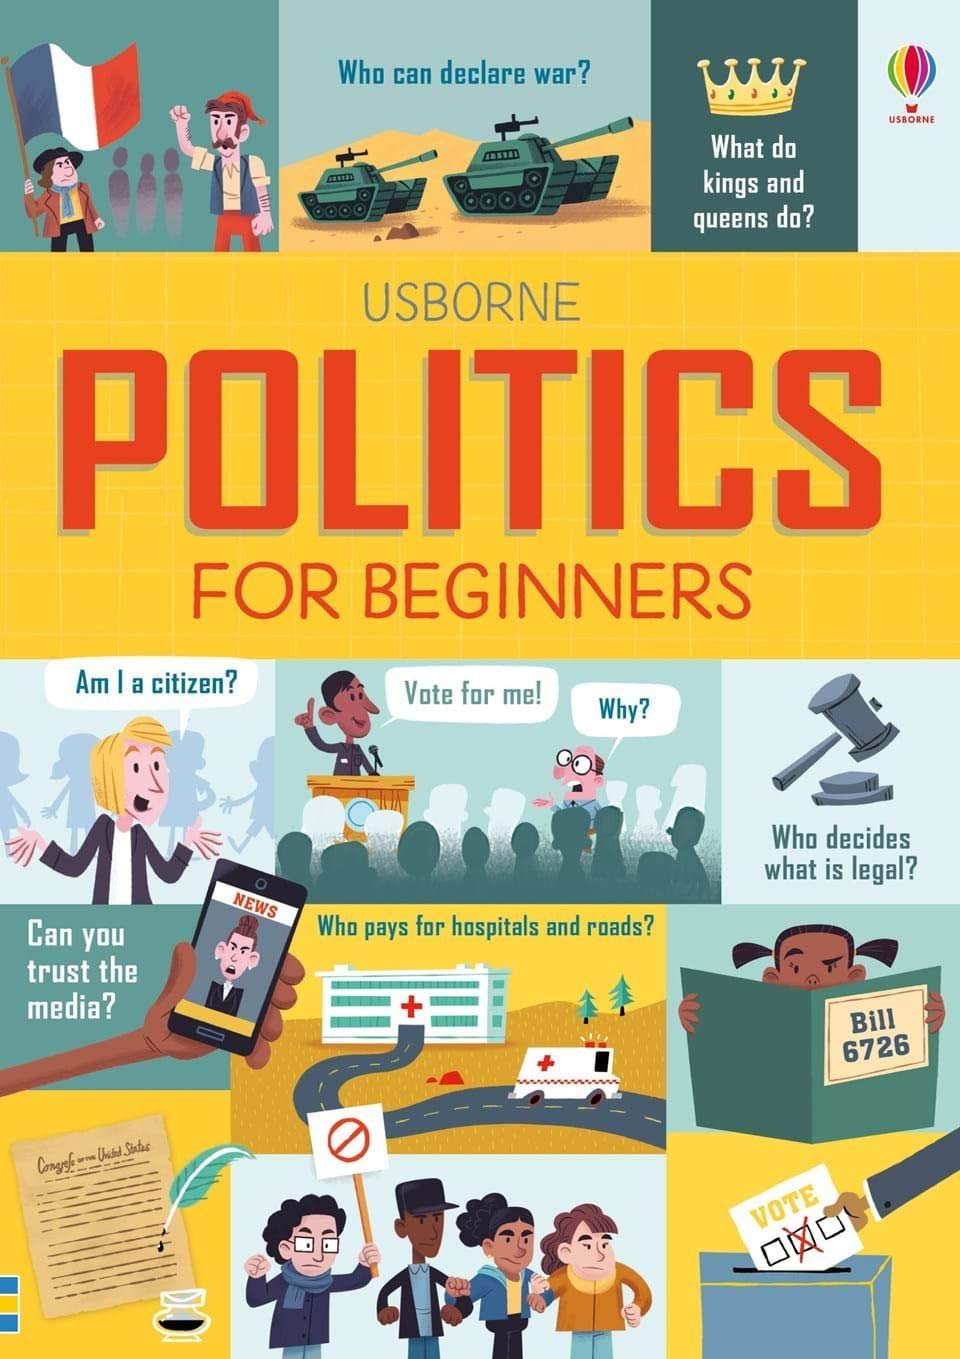 Who can declare war?
What do
kings and
queens do?
USBORNE
USBORNE
POLITICS
FOR BEGINNERS
Am I a citizen?
Vote for me!
Why?
Who decides
what is legal?
Can you
trust the
media?
NEWS
Who pays for hospitals and roads?
Bill
6726
Congress OF THE United States
VOTE